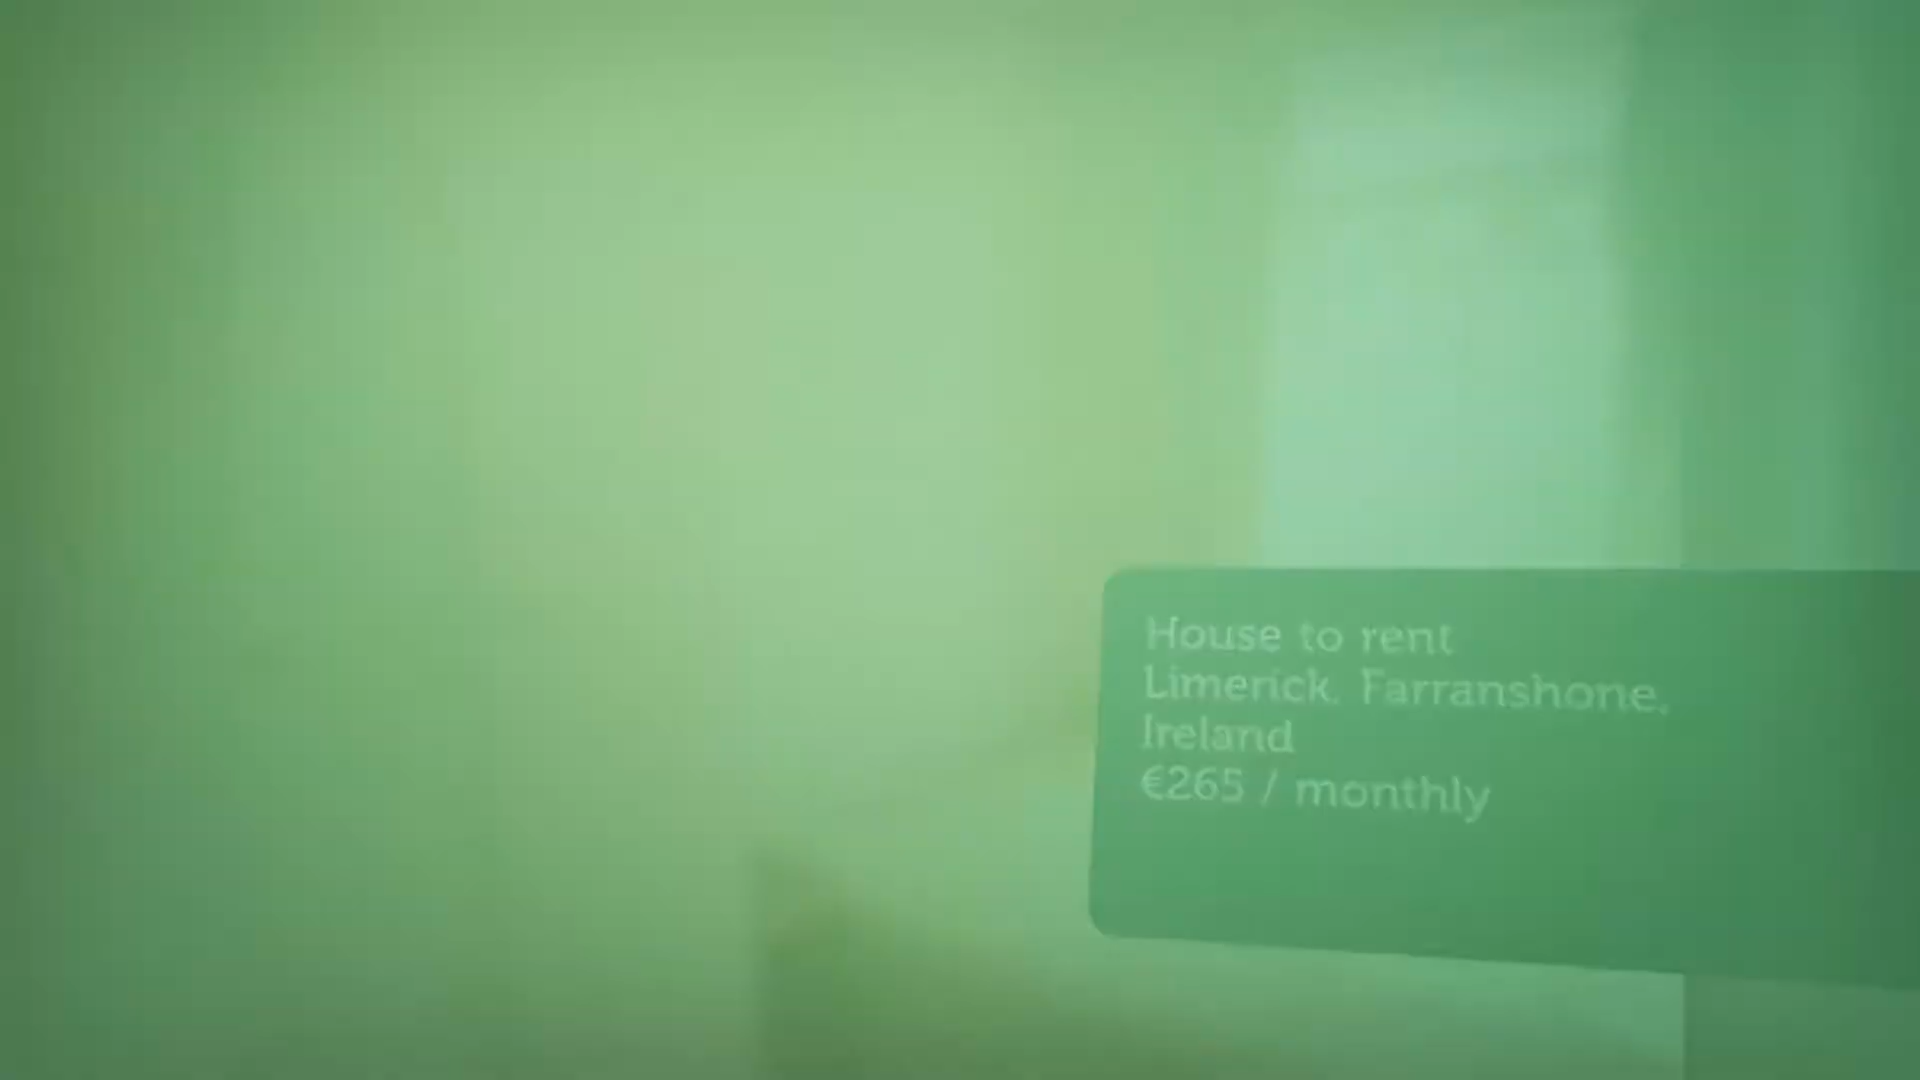 House to rent
Limerick. Farranshone.
Ireland
€265 / monthly